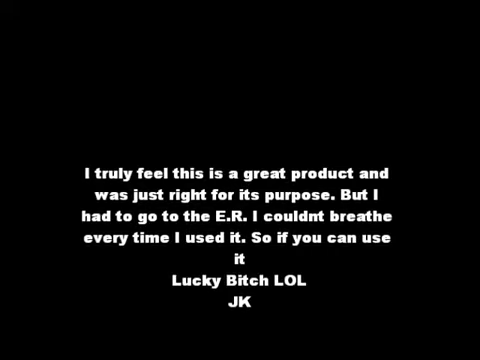 I truly feel this is a great product and
was just right for its purpose. But I
had to go to the E.R. I couldnt breathe
every time I used it. So if you can use
it
Lucky Bitch LOL
JK